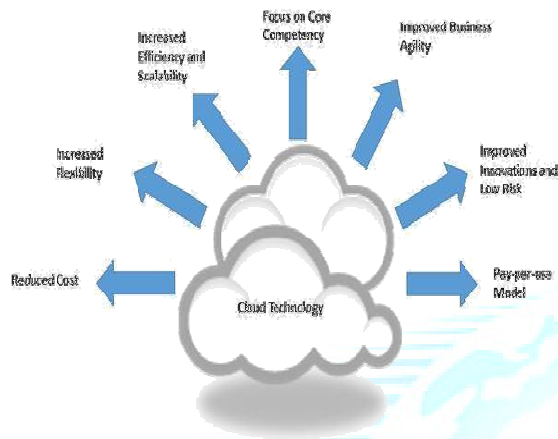 Focus on Core
Competency
Improved Business
Agility
Increased
Efficiency and
Scalability
Increased
Flexibility
Improved
Innovations and
Low Risk
Reduced Cost
Pay-per-use
Model
Cloud Technology